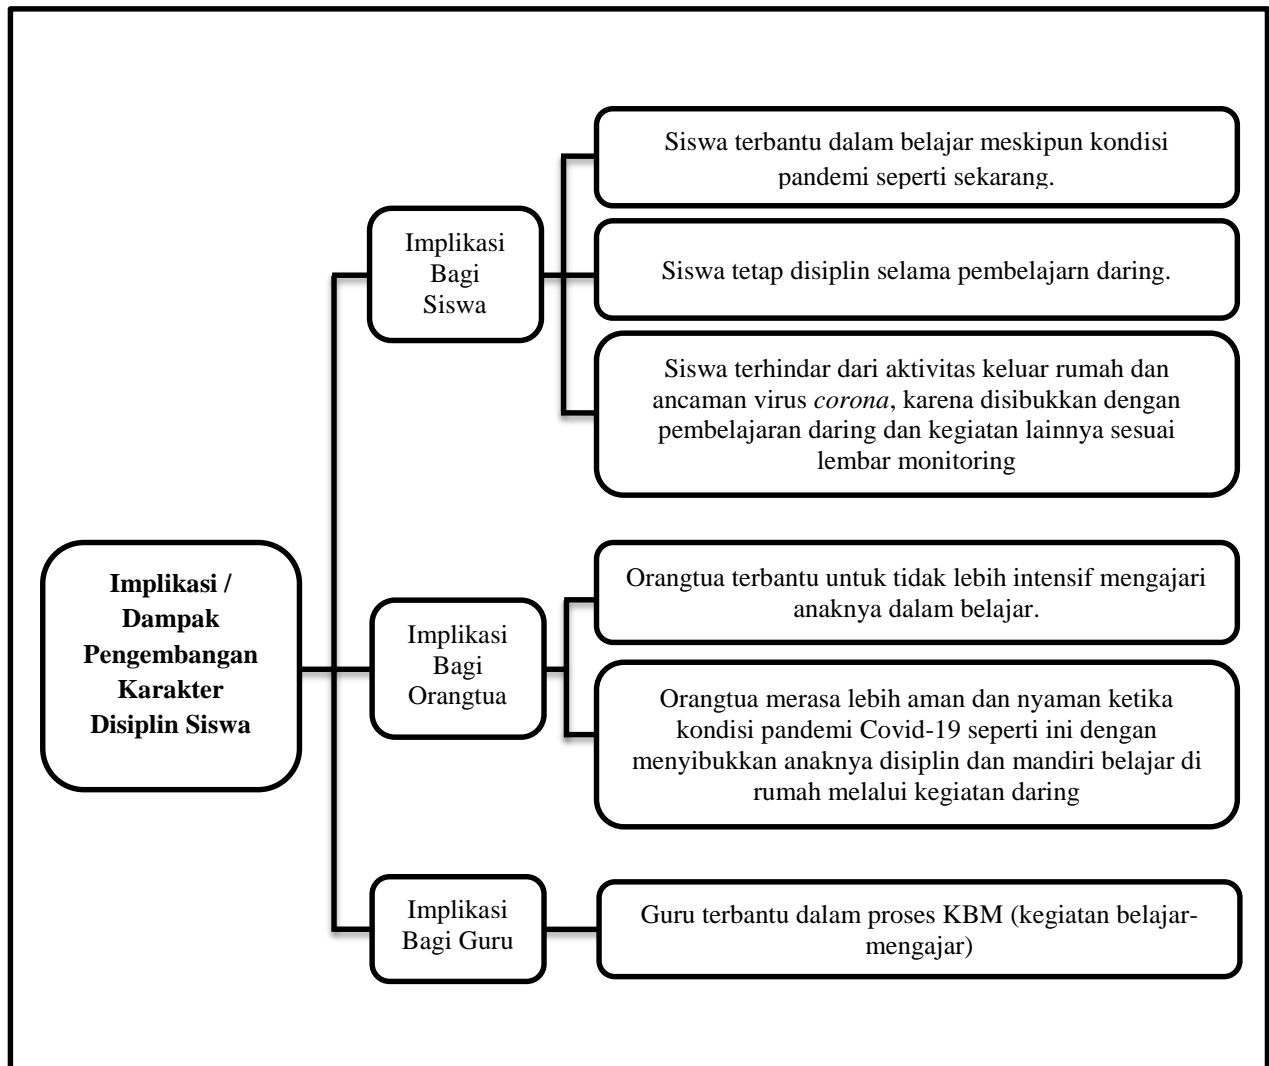 Implikasi /
Dampak
Pengembangan
Karakter
Disiplin Siswa
Implikasi
Bagi
Siswa
Siswa terbantu dalam belajar meskipun kondisi
pandemi seperti sekarang.
Siswa tetap disiplin selama pembelajarn daring.
Siswa terhindar dari aktivitas keluar rumah dan
ancaman virus corona, karena disibukkan dengan
pembelajaran daring dan kegiatan lainnya sesuai
lembar monitoring
Implikasi
Bagi
Orangtua
Orangtua terbantu untuk tidak lebih intensif mengajari
anaknya dalam belajar.
Orangtua merasa lebih aman dan nyaman ketika
kondisi pandemi Covid-19 seperti ini dengan
menyibukkan anaknya disiplin dan mandiri belajar di
rumah melalui kegiatan daring
Implikasi
Bagi Guru
Guru terbantu dalam proses KBM (kegiatan belajar-
mengajar)